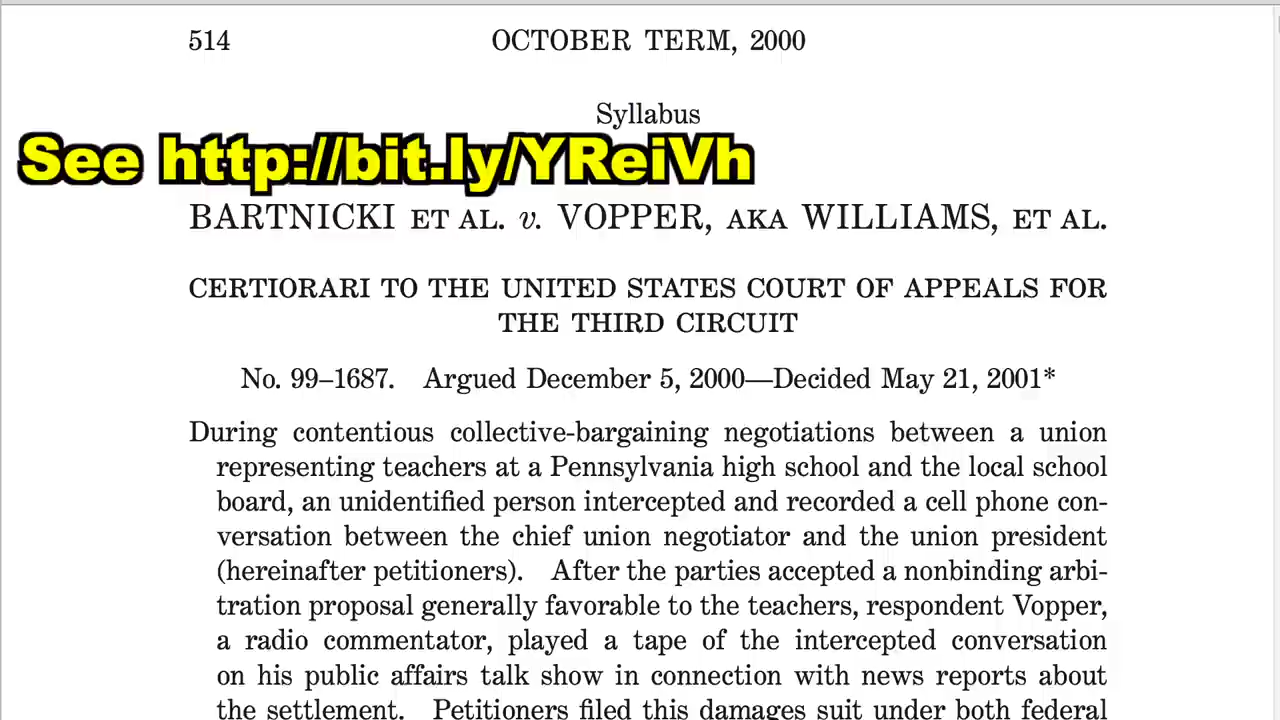 514 OCTOBER TERM, 2000
Syllabus
See http://bit.ly/YReiVh
BARTNICKI ET AL. v. VOPPER, AKA WILLIAMS, ET AL.
CERTIORARI TO THE UNITED STATES COURT OF APPEALS FOR
THE THIRD CIRCUIT
No. 99–1687. Argued December 5, 2000—Decided May 21, 2001*
During contentious collective-bargaining negotiations between a union
representing teachers at a Pennsylvania high school and the local school
board, an unidentified person intercepted and recorded a cell phone con-
versation between the chief union negotiator and the union president
(hereinafter petitioners). After the parties accepted a nonbinding arbi-
tration proposal generally favorable to the teachers, respondent Vopper,
a radio commentator, played a tape of the intercepted conversation
on his public affairs talk show in connection with news reports about
the settlement. Petitioners filed this damages suit under both federal